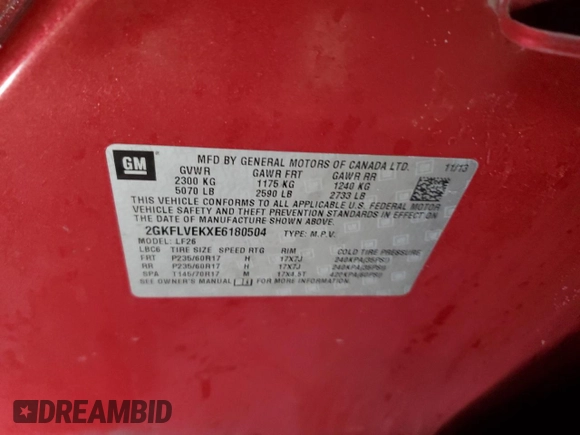 GM
MFD BY GENERAL MOTORS OF CANADA LTD. 11/13
GVWR GAWR FRT GAWR RR
2300 KG 1175 KG 1240 KG
5070 LB 2590 LB 2733 LB
THIS VEHICLE CONFORMS TO ALL APPLICABLE U.S. FEDERAL MOTOR
VEHICLE SAFETY AND THEFT PREVENTION STANDARDS IN EFFECT ON
THE DATE OF MANUFACTURE SHOWN ABOVE.
2GKFLVEKXE6180504 TYPE: M.P.V.
MODEL: LF26
LBC6 TIRE SIZE SPEED RTG RIM COLD TIRE PRESSURE
FRT P235/60R17 H 17X7J 240KPA/35PSI
RR P235/60R17 H 17X7J 240KPA/35PSI
SPA T145/70R17 M 17X4.5T 420KPA/60PSI
SEE OWNER'S MANUAL FOR MORE INFORMATION.
DREAMBID